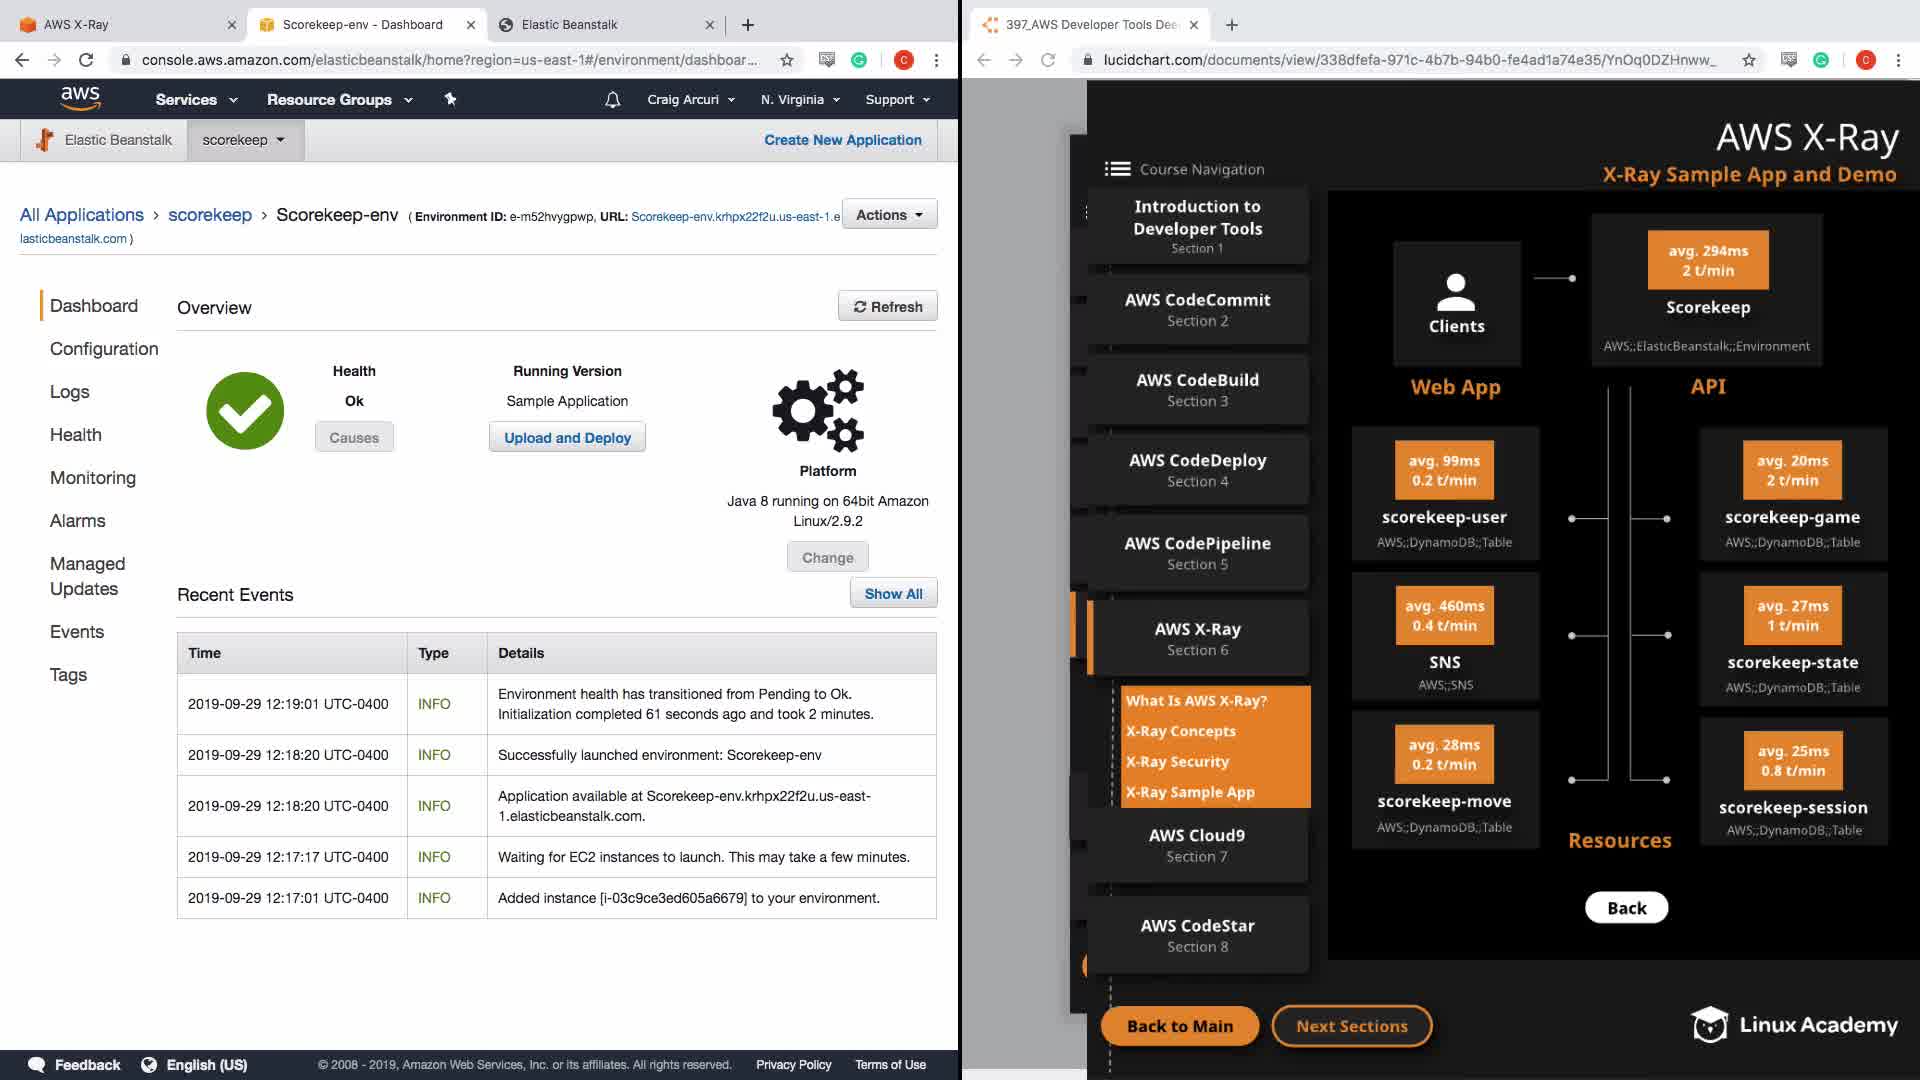 AWS X-Ray
Scorekeep-env - Dashboard
Elastic Beanstalk
console.aws.amazon.com/elasticbeanstalk/home?region=us-east-1#/environment/dashboar...
C
aws
Services
Resource Groups
Craig Arcuri
N. Virginia
Support
Elastic Beanstalk
scorekeep
Create New Application
All Applications › scorekeep › Scorekeep-env ( Environment ID: e-m52hvygpwp, URL: Scorekeep-env.krhpx22f2u.us-east-1.e
lasticbeanstalk.com )
Actions
Dashboard
Configuration
Logs
Health
Monitoring
Alarms
Managed
Updates
Events
Tags
Overview
Refresh
Health
Ok
Causes
Running Version
Sample Application
Upload and Deploy
Platform
Java 8 running on 64bit Amazon
Linux/2.9.2
Change
Recent Events
Show All
Time Type Details
2019-09-29 12:19:01 UTC-0400 INFO Environment health has transitioned from Pending to Ok.
Initialization completed 61 seconds ago and took 2 minutes.
2019-09-29 12:18:20 UTC-0400 INFO Successfully launched environment: Scorekeep-env
2019-09-29 12:18:20 UTC-0400 INFO Application available at Scorekeep-env.krhpx22f2u.us-east-
1.elasticbeanstalk.com.
2019-09-29 12:17:17 UTC-0400 INFO Waiting for EC2 instances to launch. This may take a few minutes.
2019-09-29 12:17:01 UTC-0400 INFO Added instance [i-03c9ce3ed605a6679] to your environment.
Feedback
English (US)
© 2008 - 2019, Amazon Web Services, Inc. or its affiliates. All rights reserved.
Privacy Policy
Terms of Use
397_AWS Developer Tools Dee
lucidchart.com/documents/view/338dfefa-971c-4b7b-94b0-fe4ad1a74e35/YnOq0DZHnww_
C
AWS X-Ray
X-Ray Sample App and Demo
Course Navigation
Introduction to
Developer Tools
Section 1
AWS CodeCommit
Section 2
AWS CodeBuild
Section 3
AWS CodeDeploy
Section 4
AWS CodePipeline
Section 5
AWS X-Ray
Section 6
What Is AWS X-Ray?
X-Ray Concepts
X-Ray Security
X-Ray Sample App
AWS Cloud9
Section 7
AWS CodeStar
Section 8
Clients
Web App
avg. 294ms
2 t/min
Scorekeep
AWS;;ElasticBeanstalk;;Environment
API
avg. 99ms
0.2 t/min
scorekeep-user
AWS;;DynamoDB;;Table
avg. 20ms
2 t/min
scorekeep-game
AWS;;DynamoDB;;Table
avg. 460ms
0.4 t/min
SNS
AWS;;SNS
avg. 27ms
1 t/min
scorekeep-state
AWS;;DynamoDB;;Table
avg. 28ms
0.2 t/min
scorekeep-move
AWS;;DynamoDB;;Table
avg. 25ms
0.8 t/min
scorekeep-session
AWS;;DynamoDB;;Table
Resources
Back
Back to Main
Next Sections
Linux Academy